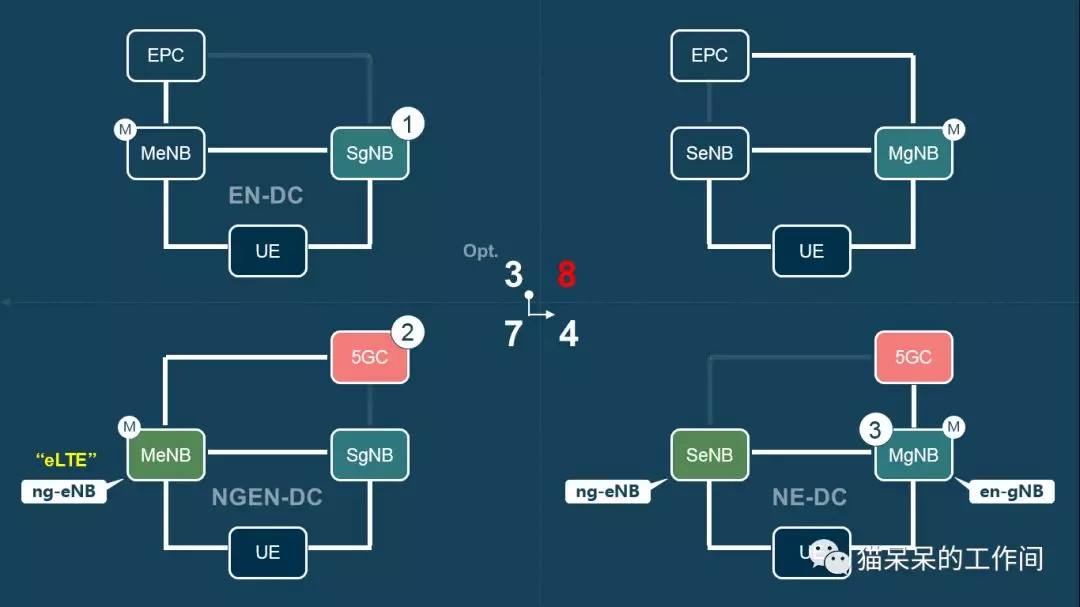 EPC
M
MeNB
1
SgNB
EN-DC
UE
EPC
SeNB
M
MgNB
UE
Opt.
3 8
7 4
5GC
2
M
MeNB
SgNB
“eLTE”
ng-eNB
NGEN-DC
UE
5GC
3
M
SeNB
MgNB
ng-eNB
en-gNB
NE-DC
猫呆呆的工作间